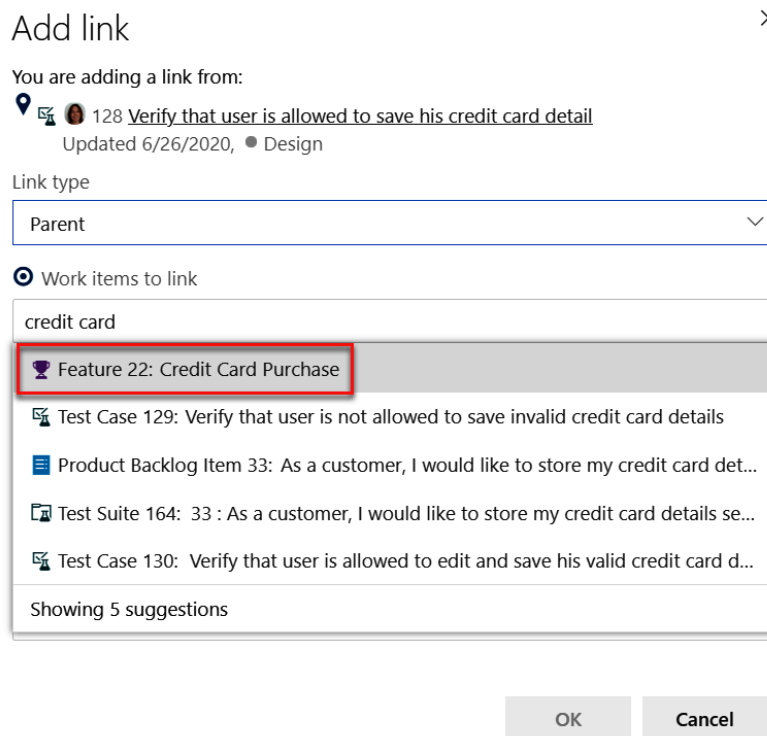 Add link
You are adding a link from:
128 Verify that user is allowed to save his credit card detail
Updated 6/26/2020, Design
Link type
Parent
Work items to link
credit card
Feature 22: Credit Card Purchase
Test Case 129: Verify that user is not allowed to save invalid credit card details
Product Backlog Item 33: As a customer, I would like to store my credit card det...
Test Suite 164: 33 : As a customer, I would like to store my credit card details se...
Test Case 130: Verify that user is allowed to edit and save his valid credit card d...
Showing 5 suggestions
OK Cancel